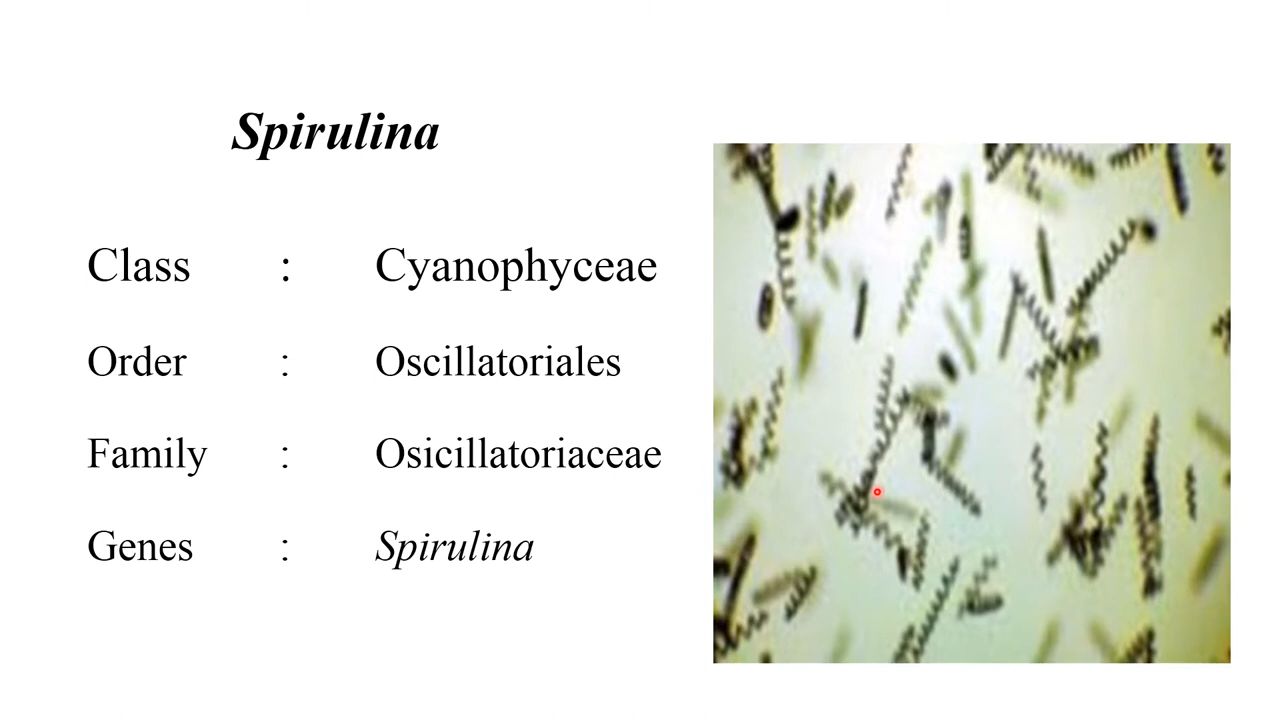 Spirulina
Class : Cyanophyceae
Order : Oscillatoriales
Family : Osicillatoriaceae
Genes : Spirulina